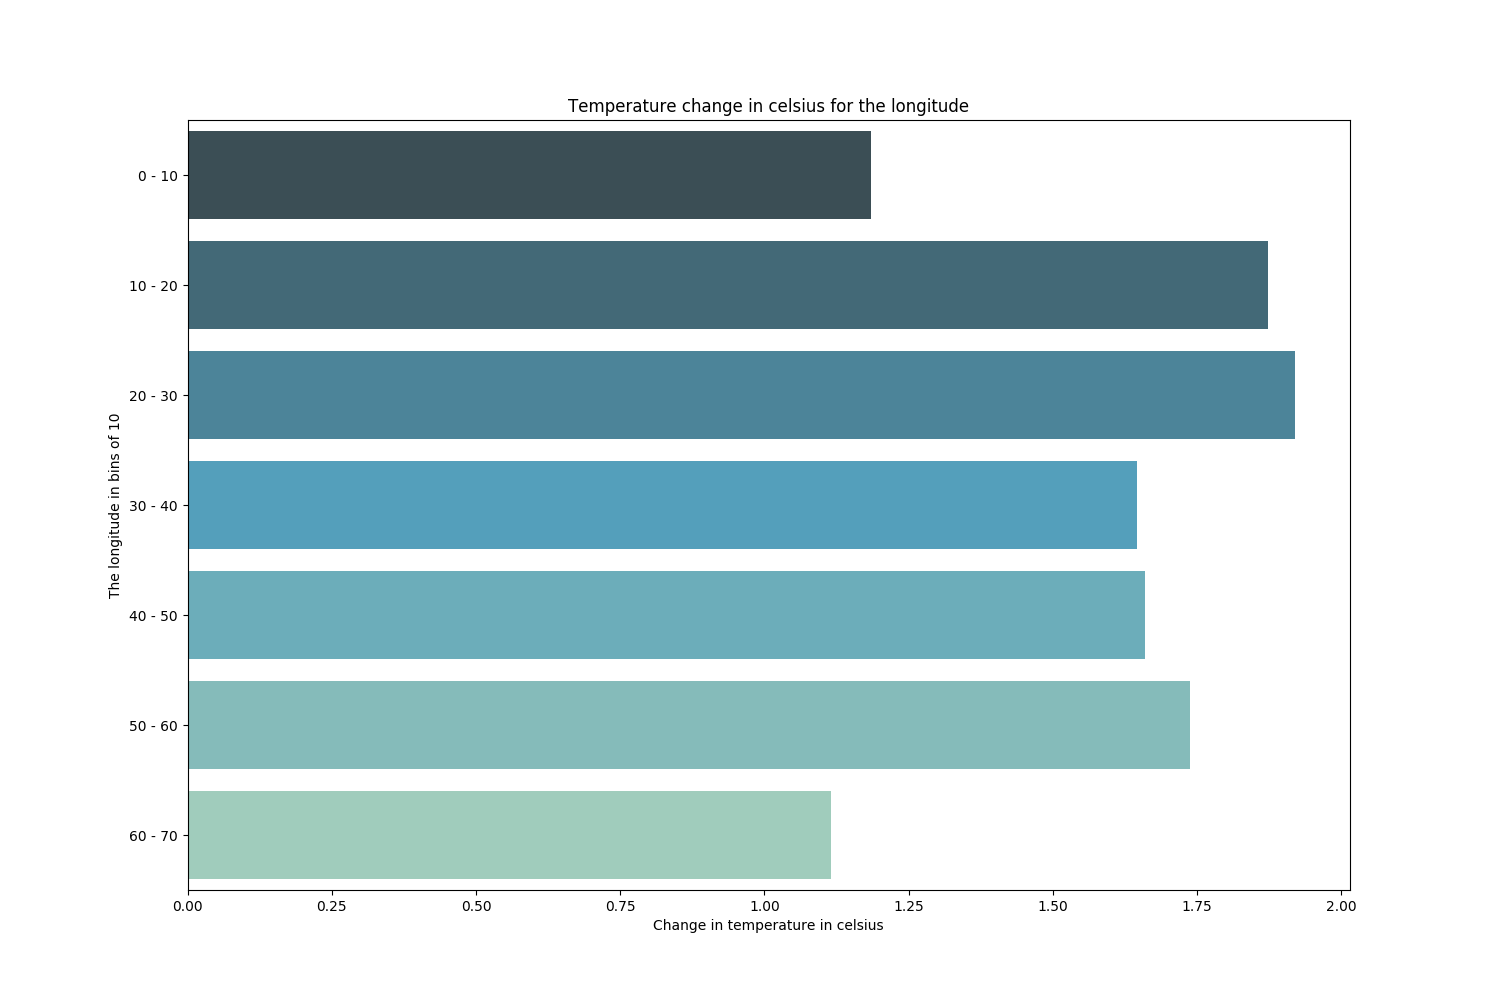 Temperature change in celsius for the longitude
The longitude in bins of 10
0 - 10
10 - 20
20 - 30
30 - 40
40 - 50
50 - 60
60 - 70
0.00 0.25 0.50 0.75 1.00 1.25 1.50 1.75 2.00
Change in temperature in celsius